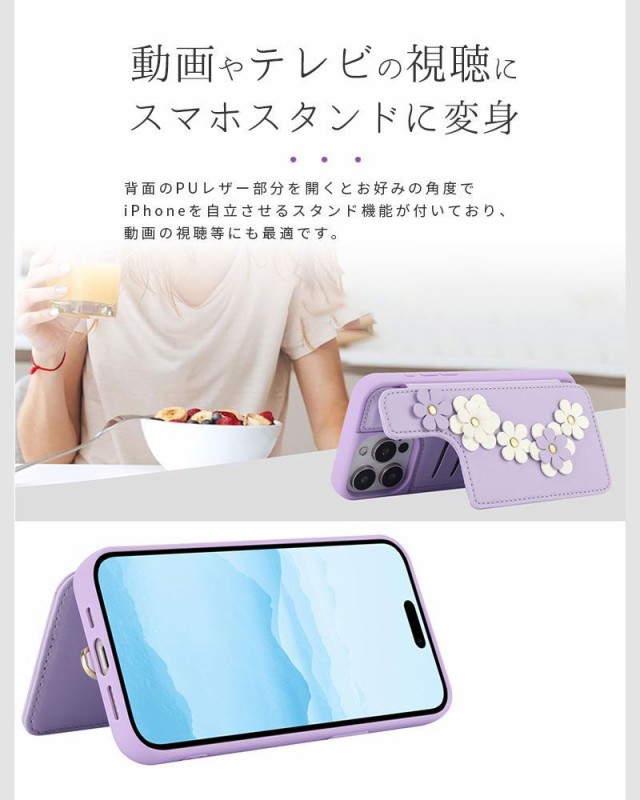 動画やテレビの視聴に
スマホスタンドに変身
背面のPUレザー部分を開くとお好みの角度で
iPhoneを自立させるスタンド機能が付いており、
動画の視聴等にも最適です。